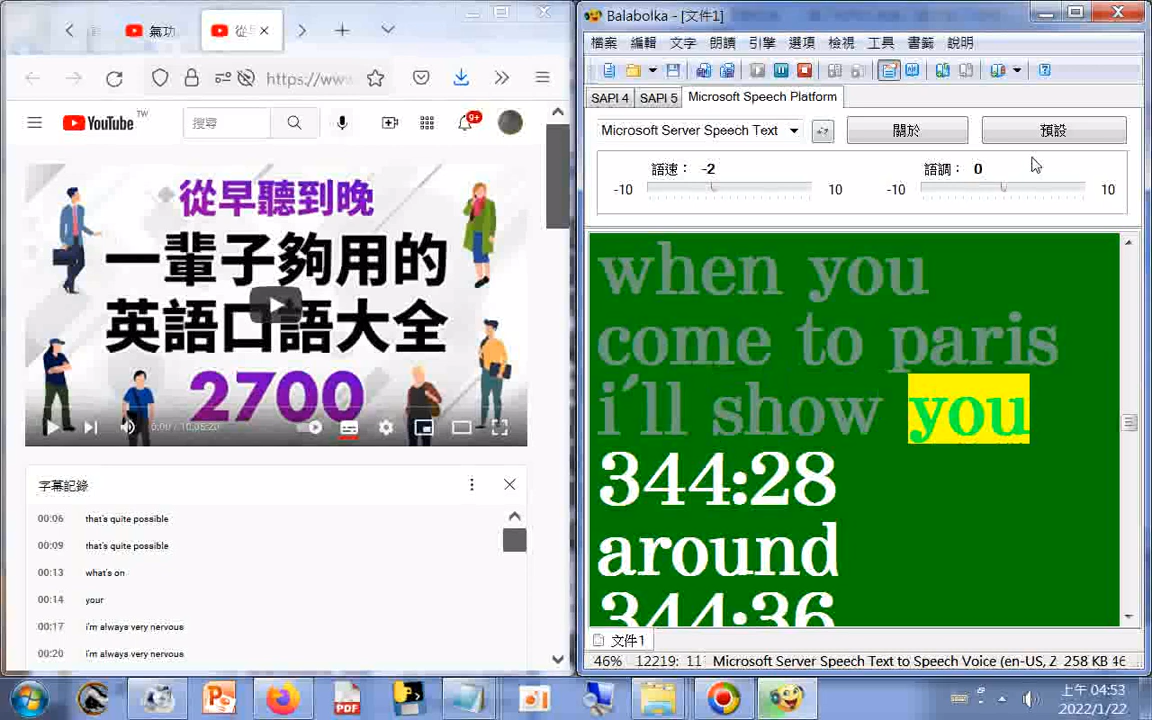 氣功
從早
https://www
YouTube TW
搜尋
9+
從早聽到晚
一輩子夠用的
英語口語大全
2700
0:00 / 10:05:20
字幕記錄
00:06 that's quite possible
00:09 that's quite possible
00:13 what's on
00:14 your
00:17 i'm always very nervous
00:20 i'm always very nervous
Balabolka - [文件1]
檔案 編輯 文字 朗讀 引擎 選項 檢視 工具 書籤 說明
SAPI 4 SAPI 5 Microsoft Speech Platform
Microsoft Server Speech Text 關於 預設
語速： -2 語調： 0
-10 10 -10 10
when you
come to paris
i'll show you
344:28
around
344:36
文件1
46% 12219: 11 Microsoft Server Speech Text to Speech Voice (en-US, Z 258 KB 46
PDF
上午 04:53
2022/1/22